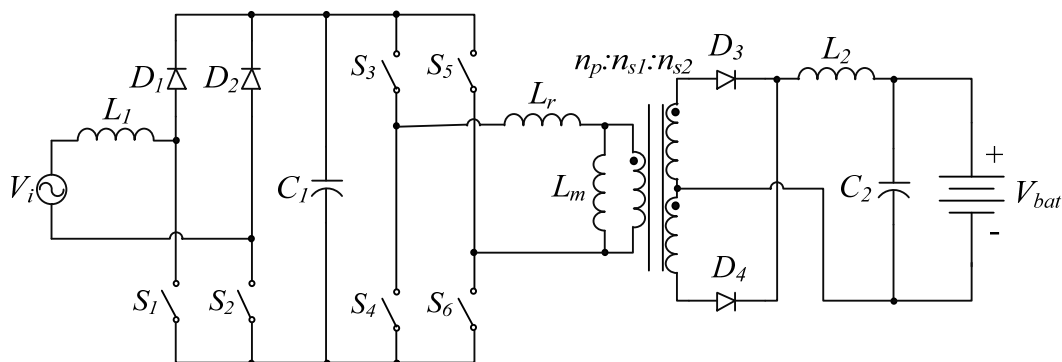 D₁
D₂
S₃
S₅
nₚ:nₛ₁:nₛ₂
D₃
L₂
L₁
Lᵣ
Vᵢ
C₁
Lₘ
C₂
+
V_bat
-
D₄
S₁
S₂
S₄
S₆